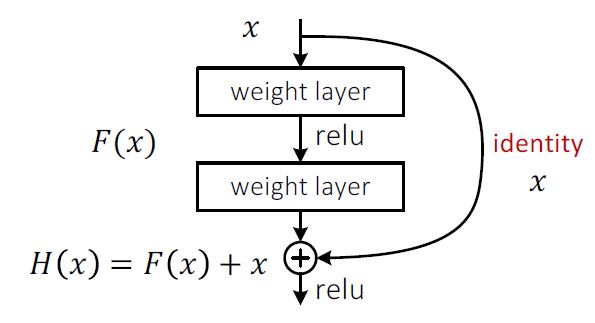 x
weight layer
relu
F(x)
identity
x
weight layer
H(x) = F(x) + x
relu